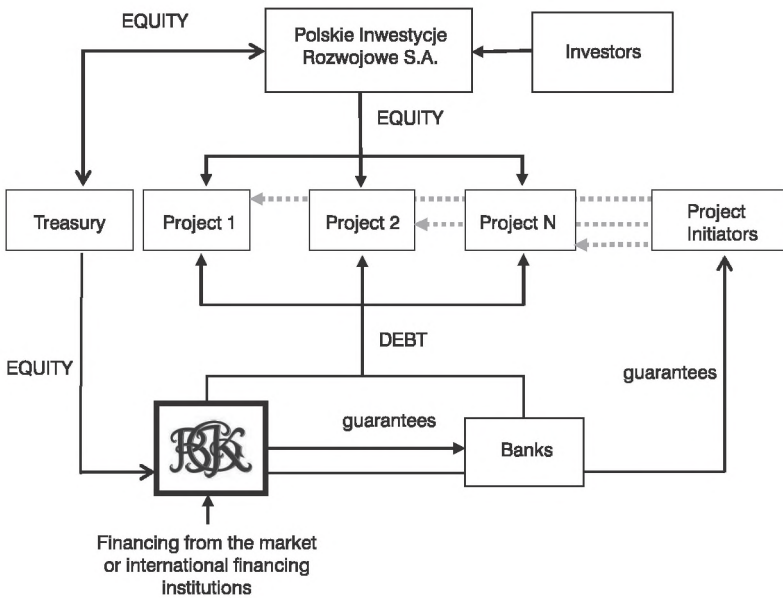 EQUITY
Polskie Inwestycje
Rozwojowe S.A.
Investors
EQUITY
Treasury
Project 1
Project 2
Project N
Project
Initiators
DEBT
EQUITY
guarantees
BGK
guarantees
Banks
Financing from the market
or international financing
institutions